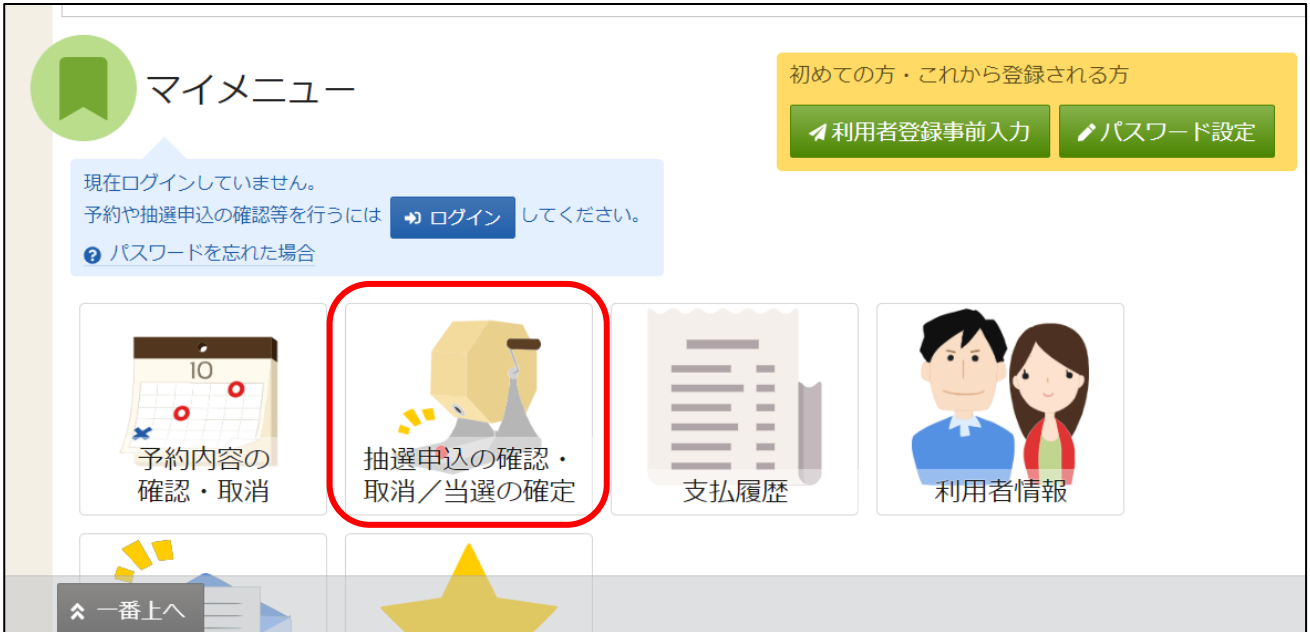 マイメニュー
初めての方・これから登録される方
利用者登録事前入力
パスワード設定
現在ログインしていません。
予約や抽選申込の確認等を行うには ログイン してください。
パスワードを忘れた場合
10
予約内容の
確認・取消
抽選申込の確認・
取消／当選の確定
支払履歴
利用者情報
一番上へ